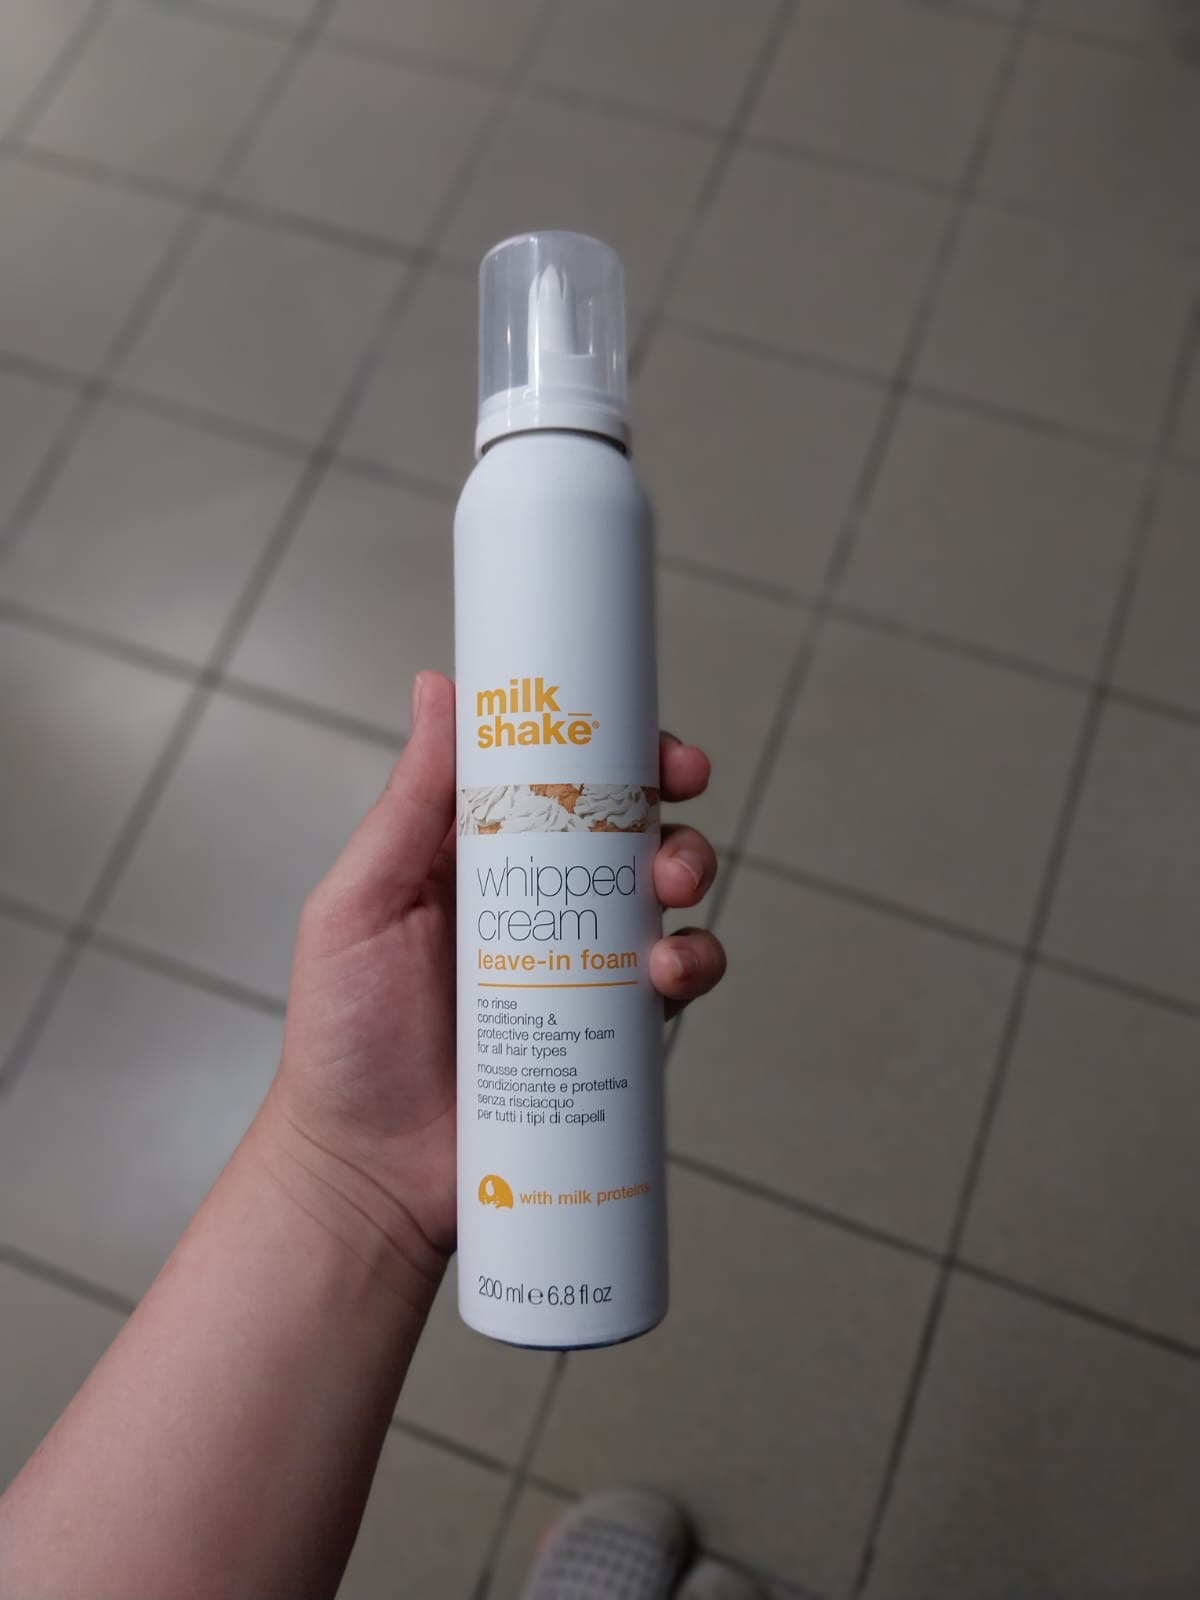 milk_
shake®
whipped
cream
leave-in foam
no rinse
conditioning &
protective creamy foam
for all hair types
mousse cremosa
condizionante e protettiva
senza risciacquo
per tutti i tipi di capelli
with milk proteins
200 ml e 6.8 fl oz